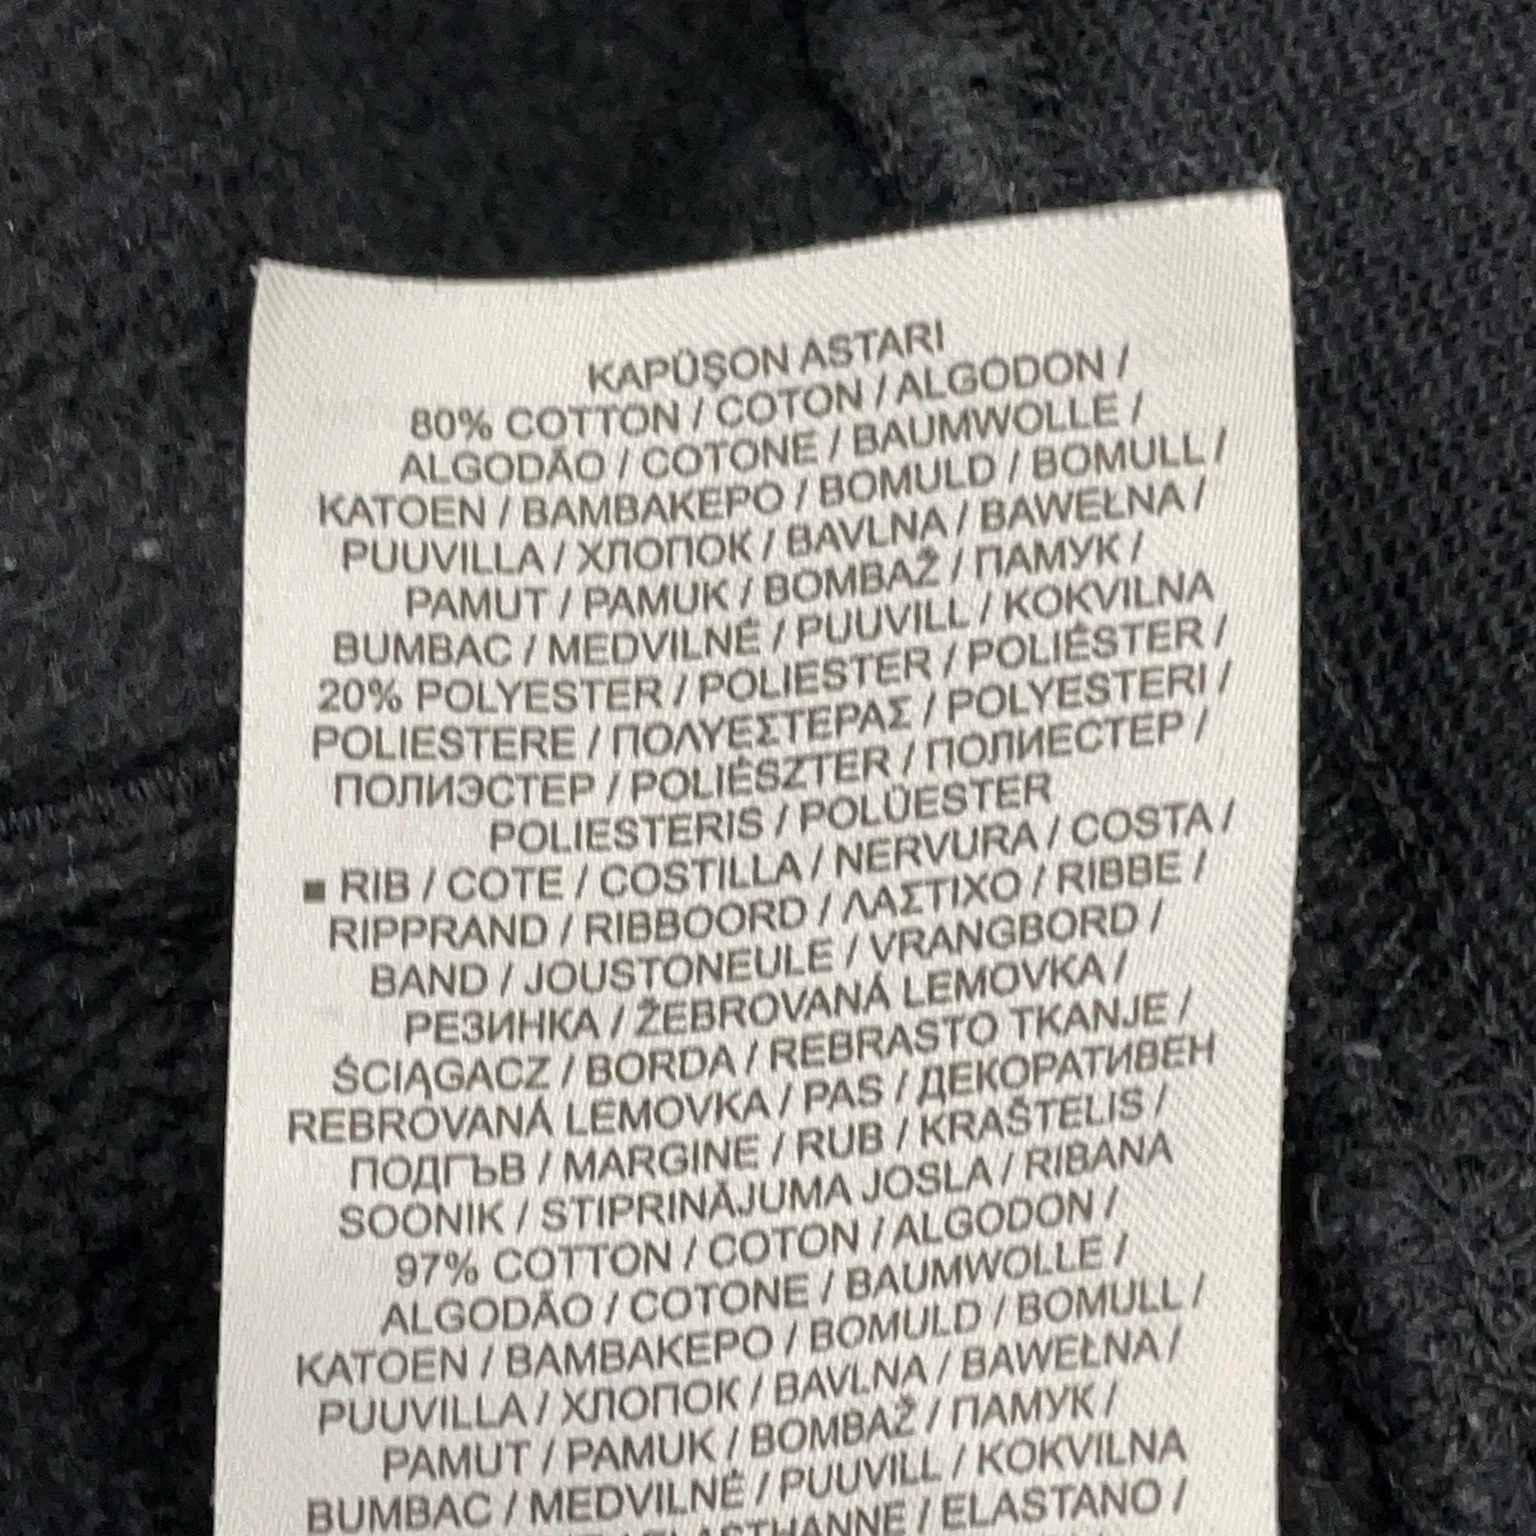 KAPÜŞON ASTARI
80% COTTON / COTON / ALGODON /
ALGODÃO / COTONE / BAUMWOLLE /
KATOEN / BAMBAKEPO / BOMULD / BOMULL /
PUUVILLA / ХЛОПОК / BAVLNA / BAWEŁNA /
PAMUT / PAMUK / BOMBAŽ / ПАМУК /
BUMBAC / MEDVILNĖ / PUUVILL / KOKVILNA
20% POLYESTER / POLIESTER / POLIÉSTER /
POLIESTERE / ΠΟΛΥΕΣΤΕΡΑΣ / POLYESTERI /
ПОЛИЭСТЕР / POLIÉSZTER / ПОЛИЕСТЕР /
POLIESTERIS / POLÜESTER
■ RIB / COTE / COSTILLA / NERVURA / COSTA /
RIPPRAND / RIBBOORD / ΛΑΣΤΙΧΟ / RIBBE /
BAND / JOUSTONEULE / VRANGBORD /
РЕЗИНКА / ŽEBROVANÁ LEMOVKA /
ŚCIĄGACZ / BORDA / REBRASTO TKANJE /
REBROVANÁ LEMOVKA / PAS / ДЕКОРАТИВЕН
ПОДГЪВ / MARGINE / RUB / KRAŠTELIS /
SOONIK / STIPRINĀJUMA JOSLA / RIBANA
97% COTTON / COTON / ALGODON /
ALGODÃO / COTONE / BAUMWOLLE /
KATOEN / BAMBAKEPO / BOMULD / BOMULL /
PUUVILLA / ХЛОПОК / BAVLNA / BAWEŁNA /
PAMUT / PAMUK / BOMBAŽ / ПАМУК /
BUMBAC / MEDVILNĖ / PUUVILL / KOKVILNA
/ ELASTANO /